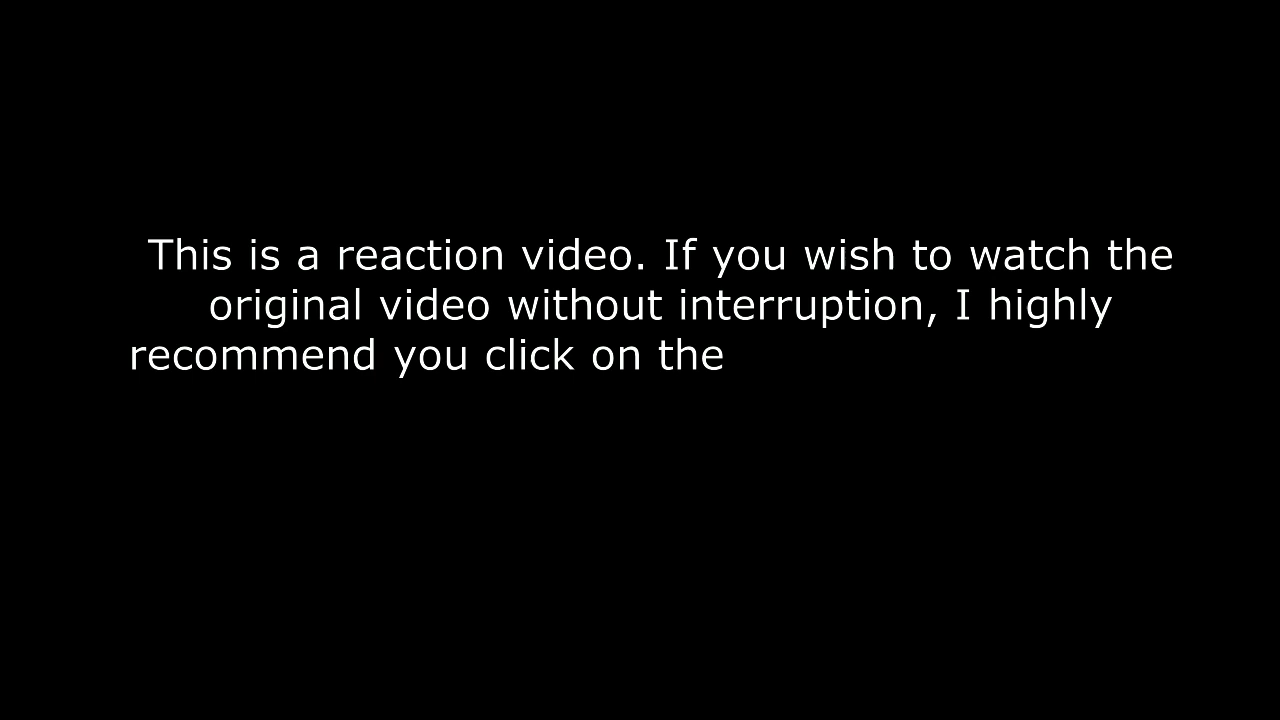 This is a reaction video. If you wish to watch the
original video without interruption, I highly
recommend you click on the